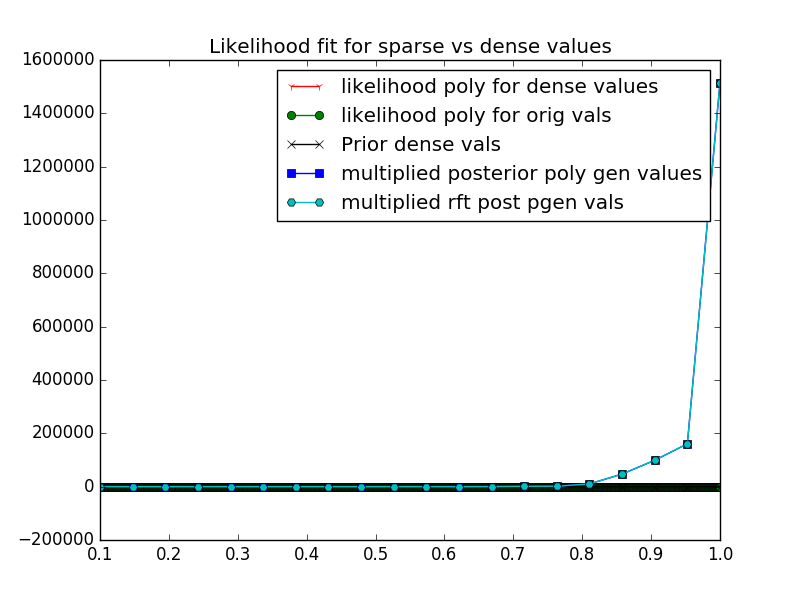 Likelihood fit for sparse vs dense values
1600000
1400000
1200000
1000000
800000
600000
400000
200000
0
−200000
likelihood poly for dense values
likelihood poly for orig vals
Prior dense vals
multiplied posterior poly gen values
multiplied rft post pgen vals
0.1 0.2 0.3 0.4 0.5 0.6 0.7 0.8 0.9 1.0